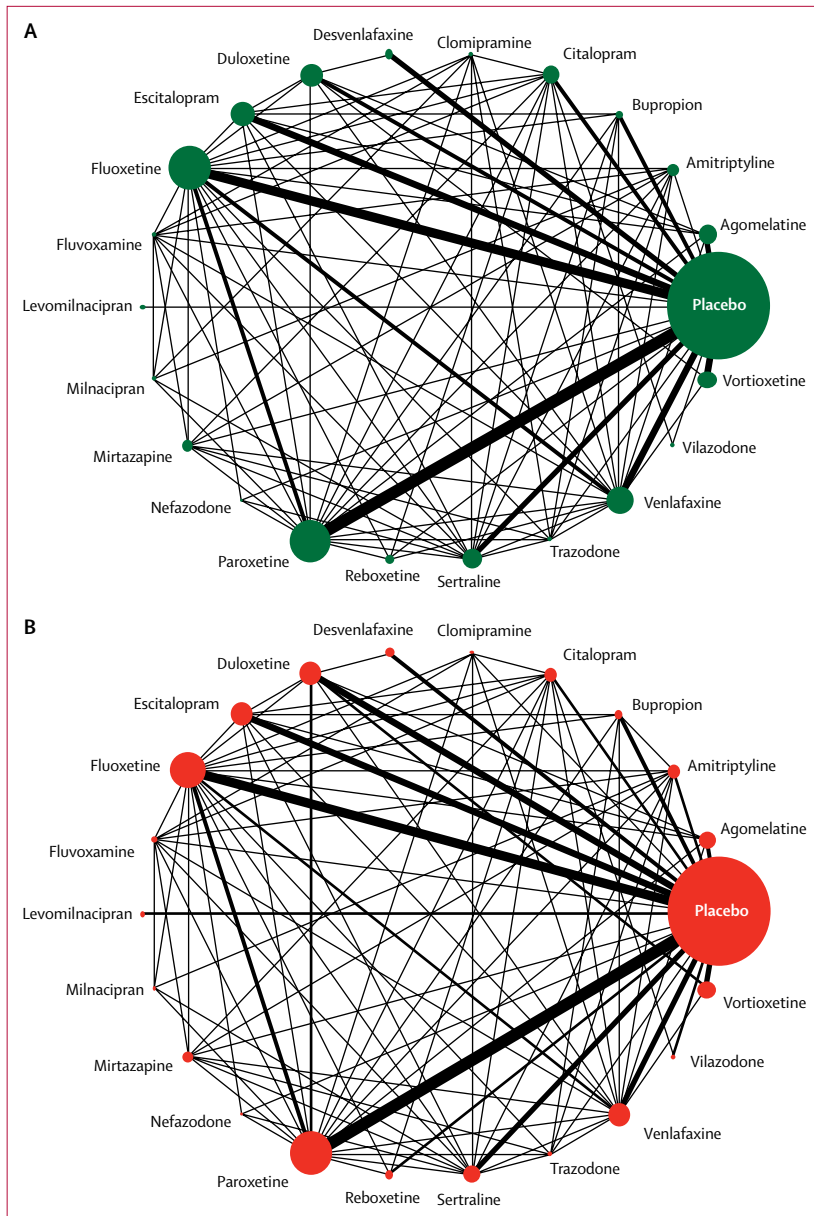 A
Desvenlafaxine
Clomipramine
Duloxetine
Citalopram
Escitalopram
Bupropion
Fluoxetine
Amitriptyline
Fluvoxamine
Agomelatine
Levomilnacipran
Placebo
Milnacipran
Vortioxetine
Mirtazapine
Vilazodone
Nefazodone
Venlafaxine
Paroxetine
Trazodone
Reboxetine
Sertraline
B
Desvenlafaxine
Clomipramine
Duloxetine
Citalopram
Escitalopram
Bupropion
Fluoxetine
Amitriptyline
Fluvoxamine
Agomelatine
Levomilnacipran
Placebo
Milnacipran
Vortioxetine
Mirtazapine
Vilazodone
Nefazodone
Venlafaxine
Paroxetine
Trazodone
Reboxetine
Sertraline